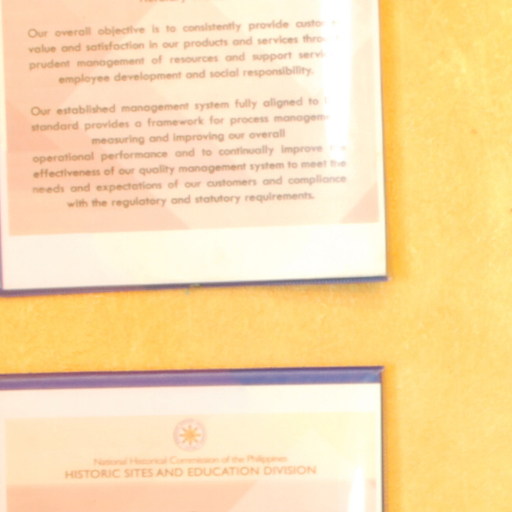 Our overall objective is to consistently provide
value and satisfaction in our products and services
prudent management of resources and support
employee development and social responsibility.
Our established management system fully aligned to
standard provides a framework for process
measuring and improving our overall
operational performance and to continually improve
effectiveness of our quality management system to meet the
needs and expectations of our customers and compliance
with the regulatory and statutory requirements.
National Historical Commission of the Philippines
HISTORIC SITES AND EDUCATION DIVISION